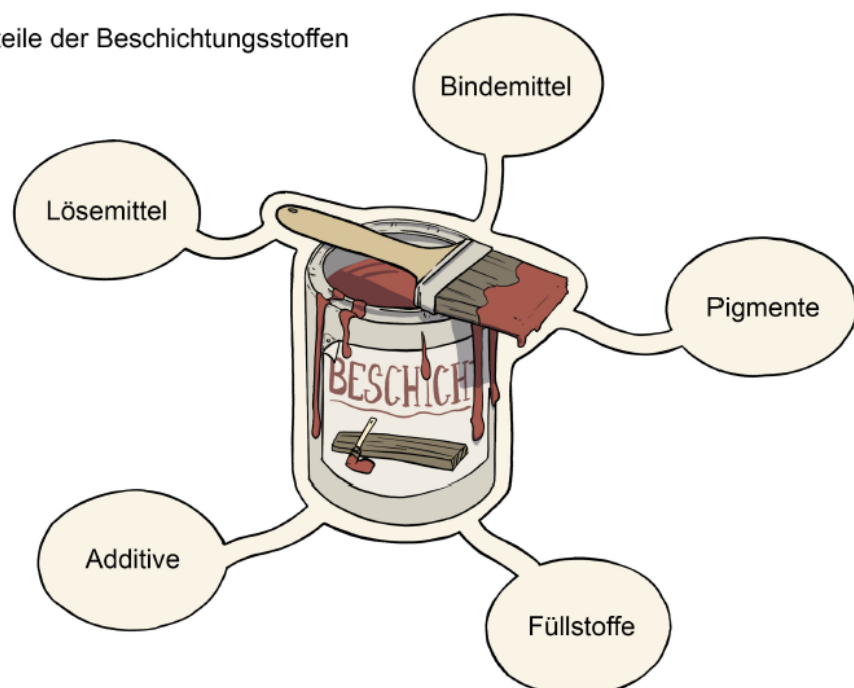 teile der Beschichtungsstoffen
Bindemittel
Lösemittel
Pigmente
BESCHICH
Additive
Füllstoffe